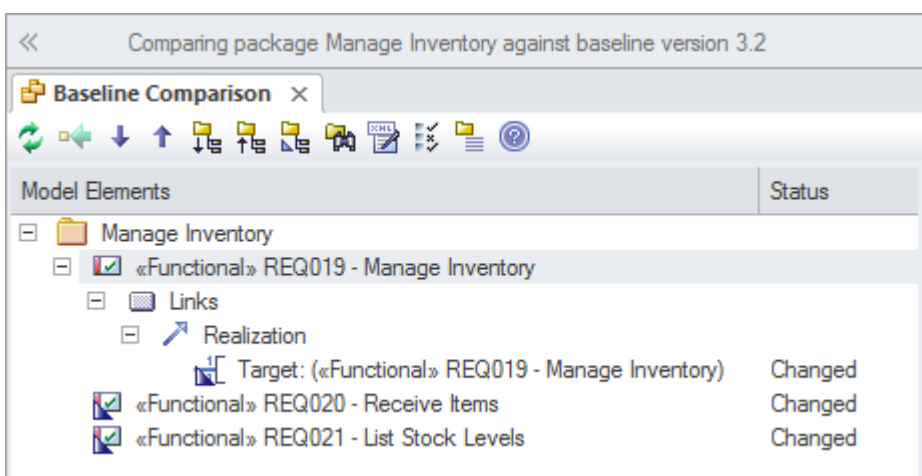 Comparing package Manage Inventory against baseline version 3.2
Baseline Comparison
Model Elements Status
Manage Inventory
«Functional» REQ019 - Manage Inventory
Links
Realization
Target: («Functional» REQ019 - Manage Inventory) Changed
«Functional» REQ020 - Receive Items Changed
«Functional» REQ021 - List Stock Levels Changed